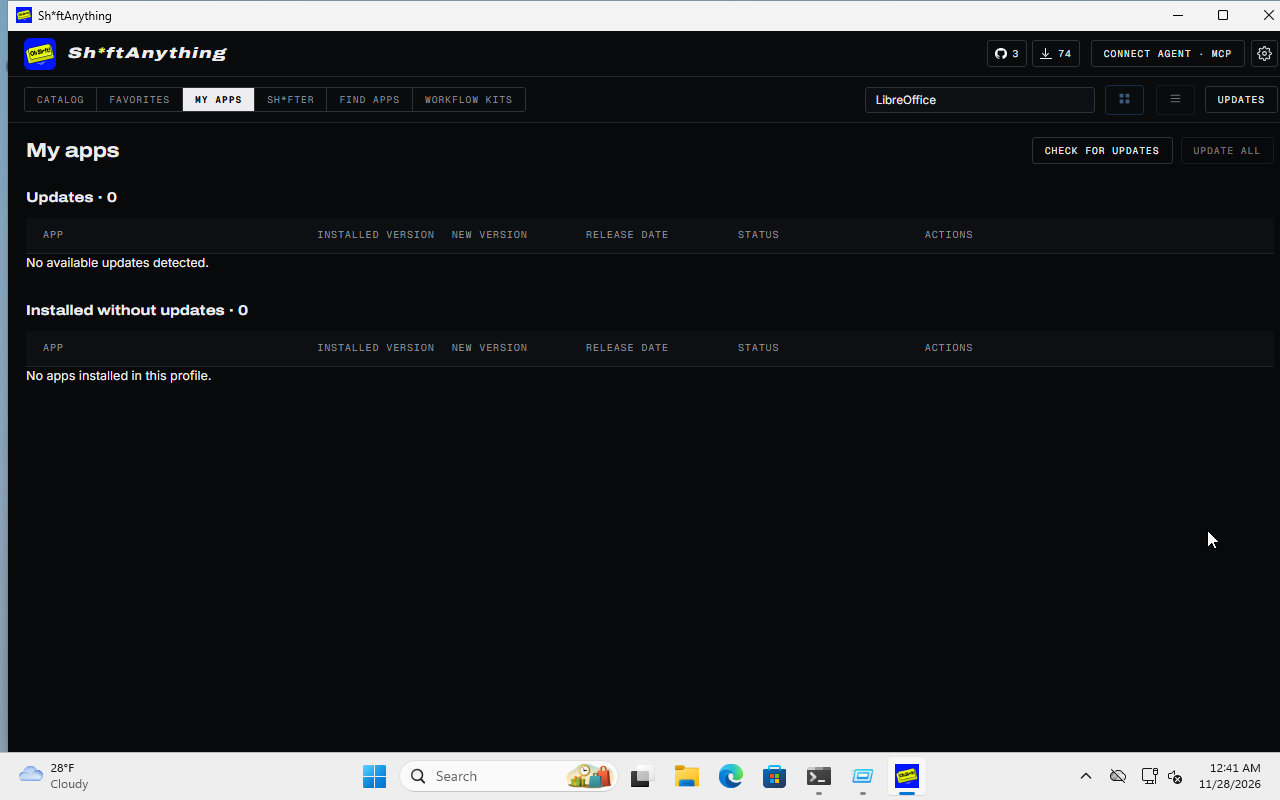 Sh*ftAnything
Oh Sh*ft! Sh*ftAnything 3 74 CONNECT AGENT · MCP
CATALOG FAVORITES MY APPS SH*FTER FIND APPS WORKFLOW KITS LibreOffice UPDATES
My apps CHECK FOR UPDATES UPDATE ALL
Updates · 0
APP INSTALLED VERSION NEW VERSION RELEASE DATE STATUS ACTIONS
No available updates detected.
Installed without updates · 0
APP INSTALLED VERSION NEW VERSION RELEASE DATE STATUS ACTIONS
No apps installed in this profile.
28°F
Cloudy
Search
12:41 AM
11/28/2026